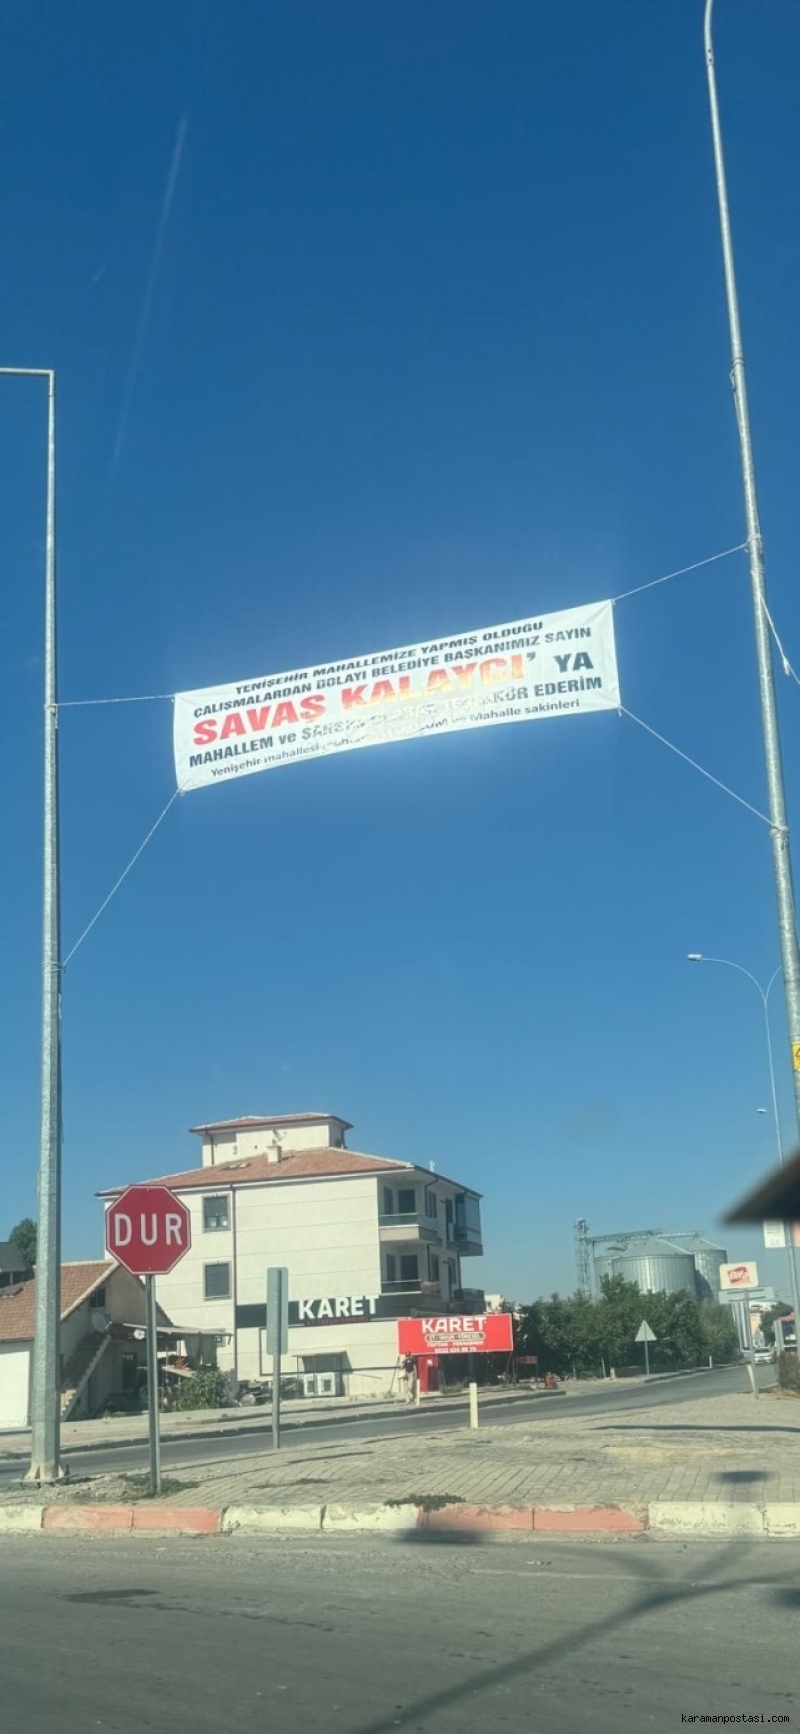 YENİŞEHİR MAHALLEMİZE YAPMIŞ OLDUĞU
ÇALIŞMALARDAN DOLAYI BELEDİYE BAŞKANIMIZ SAYIN
SAVAŞ KALAYCI' YA
MAHALLEM ve EDERİM
Yenişehir mahallesi ve Mahalle sakinleri
DUR
KARET
KARET
karamanpostasi.com